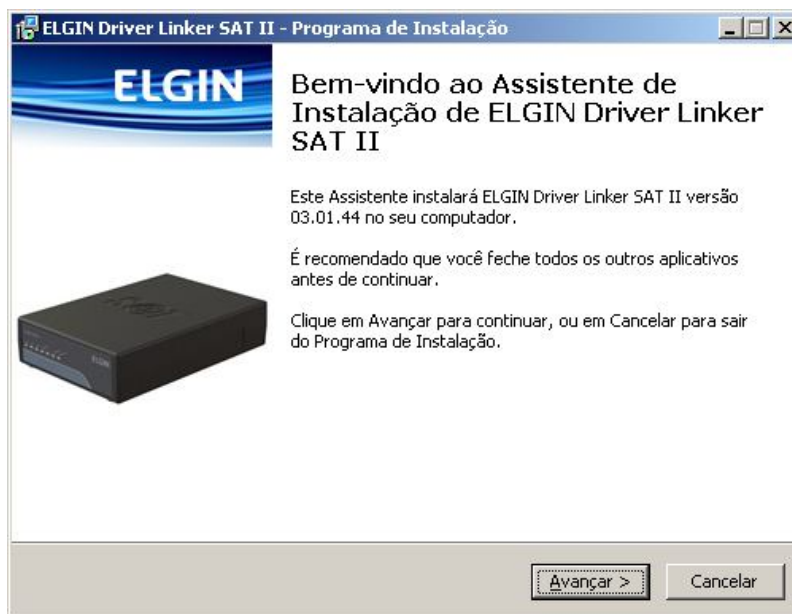 ELGIN Driver Linker SAT II - Programa de Instalação
ELGIN
Bem-vindo ao Assistente de
Instalação de ELGIN Driver Linker
SAT II
Este Assistente instalará ELGIN Driver Linker SAT II versão
03.01.44 no seu computador.
É recomendado que você feche todos os outros aplicativos
antes de continuar.
Clique em Avançar para continuar, ou em Cancelar para sair
do Programa de Instalação.
ELGIN
Avançar >
Cancelar